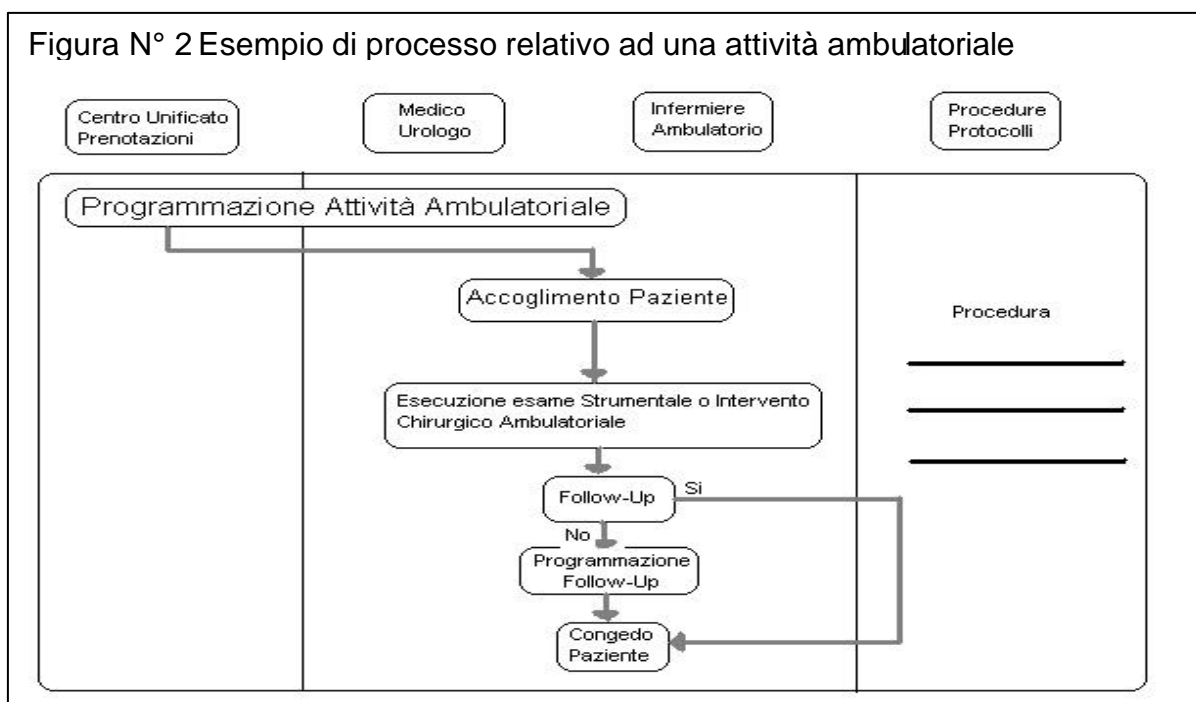 Figura N° 2 Esempio di processo relativo ad una attività ambulatoriale
Centro Unificato
Prenotazioni
Medico
Urologo
Infermiere
Ambulatorio
Procedure
Protocolli
Programmazione Attività Ambulatoriale
Accoglimento Paziente
Procedura
Esecuzione esame Strumentale o Intervento
Chirurgico Ambulatoriale
Follow-Up
Si
No
Programmazione
Follow-Up
Congedo
Paziente